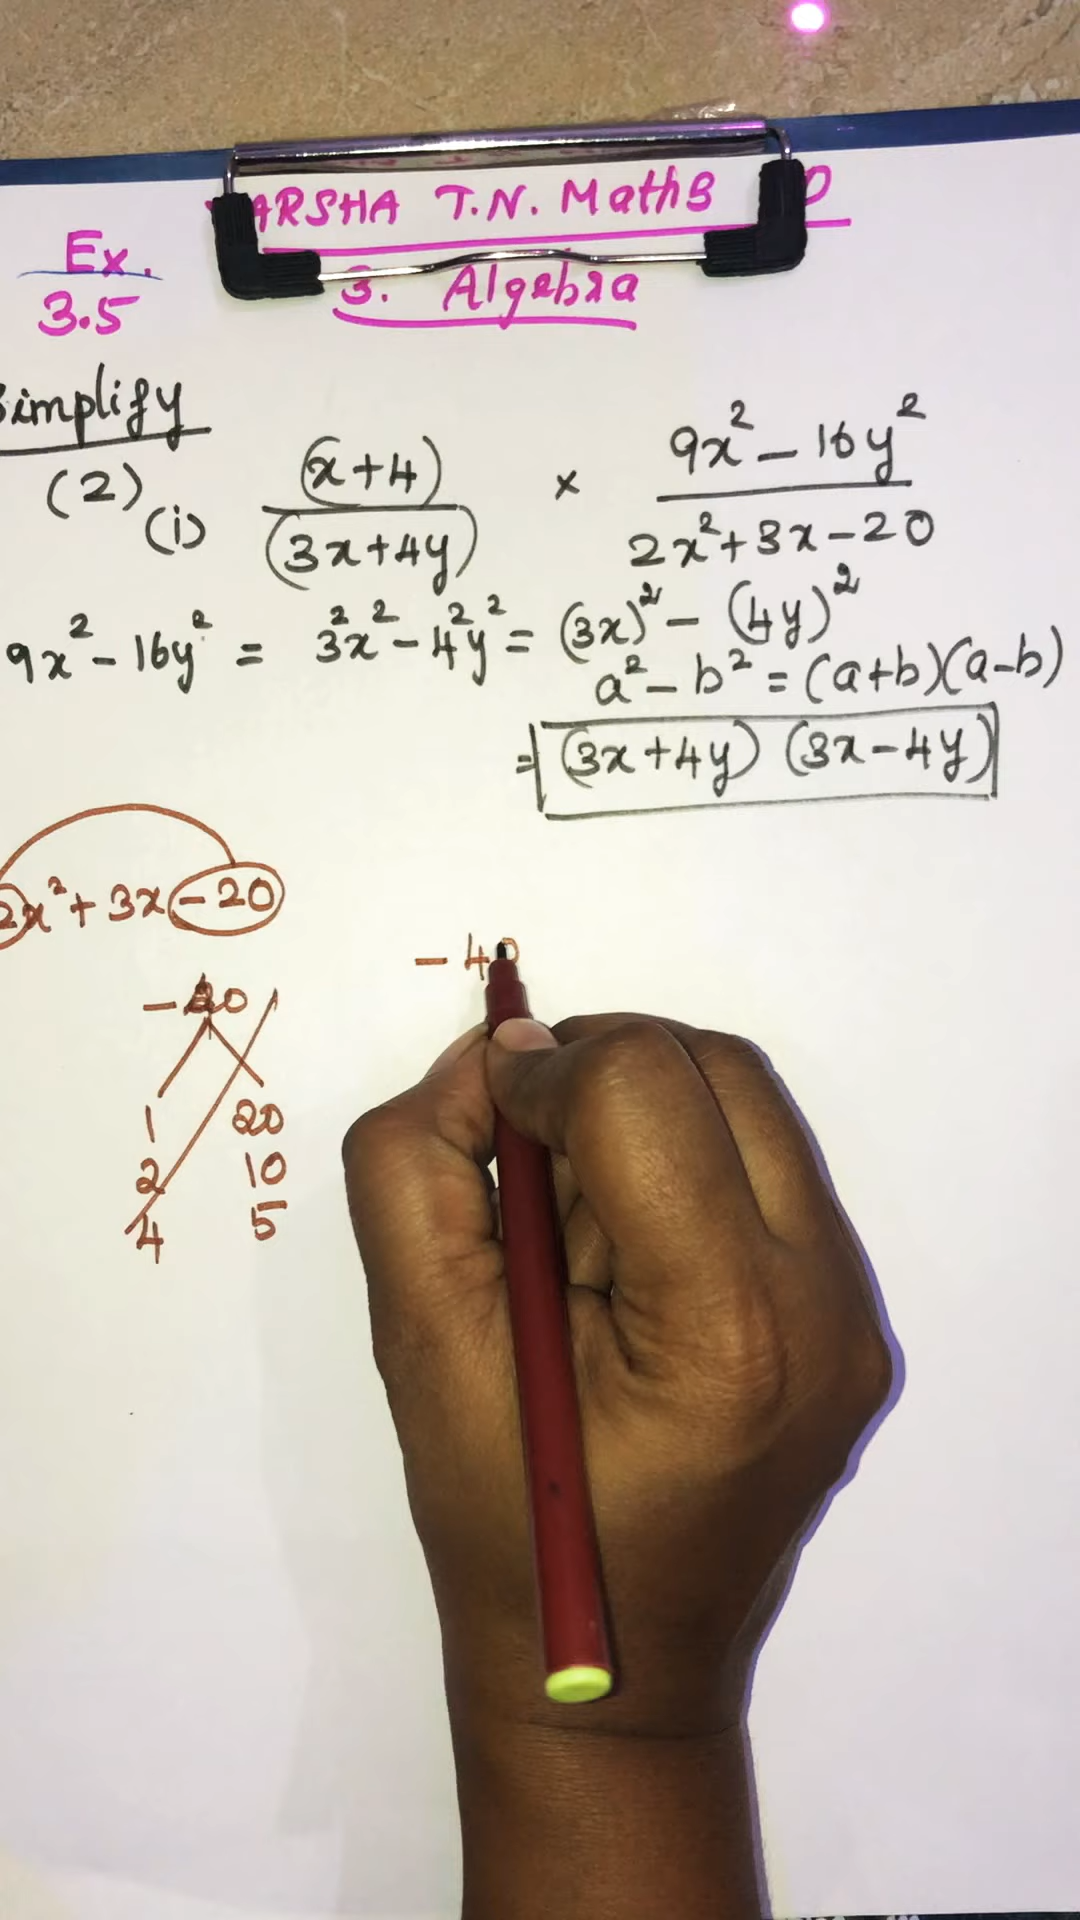 ARSHA T.N. Maths
Ex. 3.5
3. Algebra
Simplify
(2) (i) (x+4)/(3x+4y) × (9x² - 16y²)/(2x² + 3x - 20)
9x² - 16y² = 3²x² - 4²y² = (3x)² - (4y)²
a² - b² = (a+b)(a-b)
= (3x+4y) (3x-4y)
2x² + 3x - 20
- 40
1 20
2 10
4 5